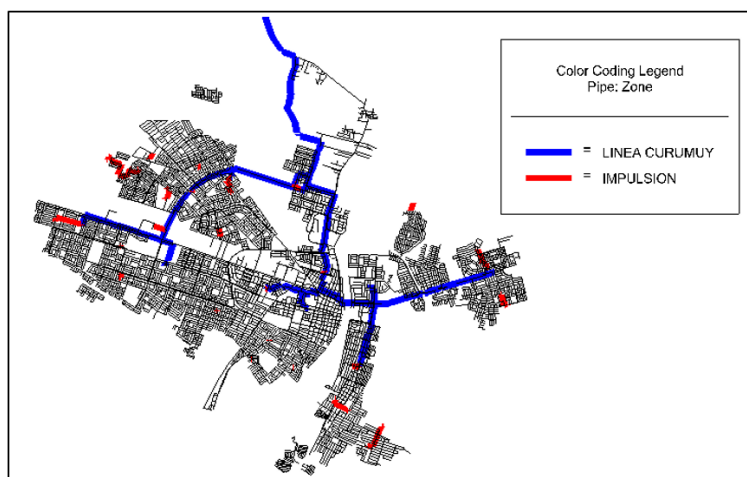 Color Coding Legend
Pipe: Zone
= LINEA CURUMUY
= IMPULSION